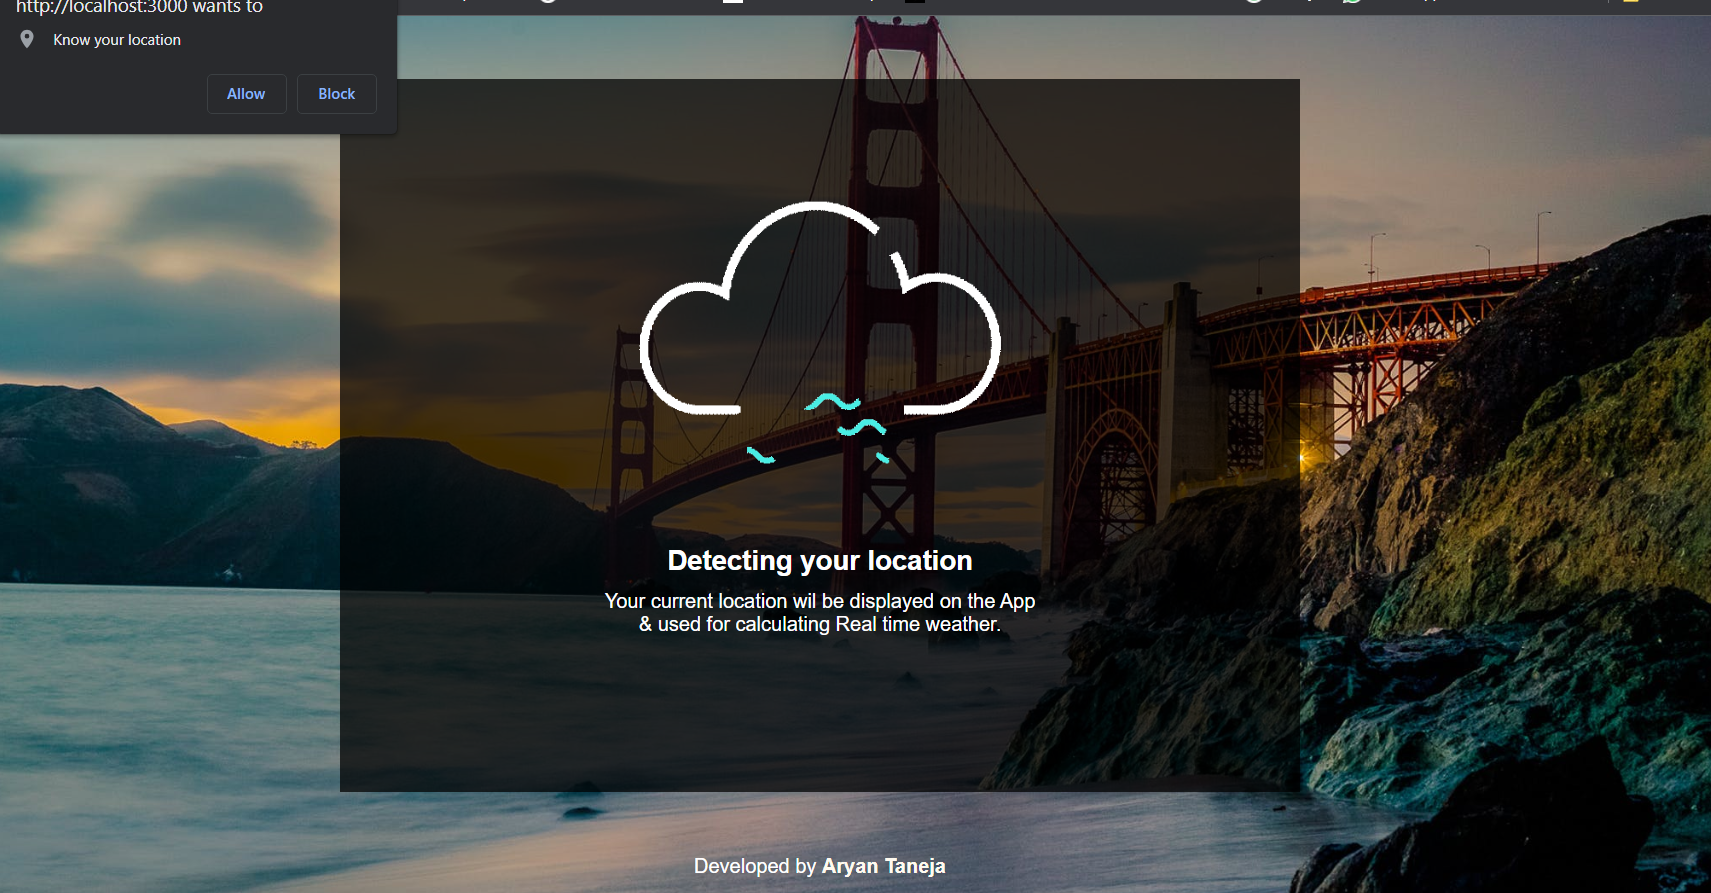 http://localhost:3000 wants to
Know your location
Allow
Block
Detecting your location
Your current location wil be displayed on the App
& used for calculating Real time weather.
Developed by Aryan Taneja